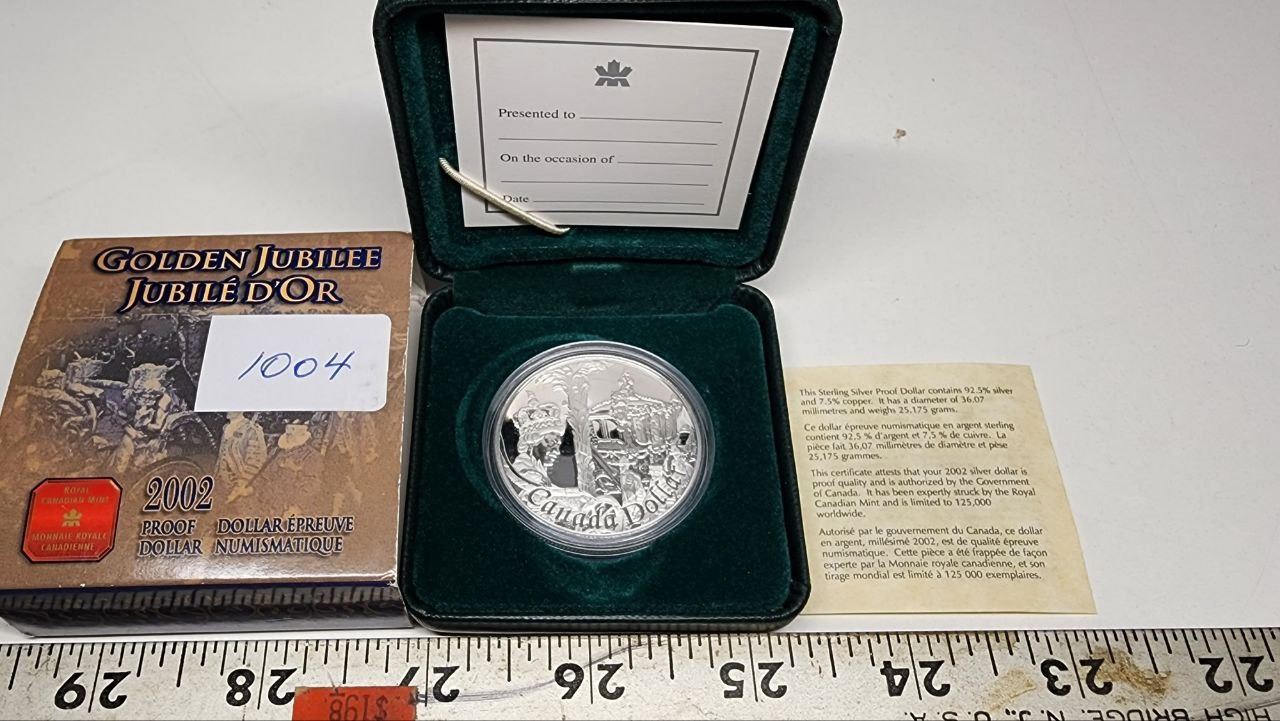 GOLDEN JUBILEE
JUBILÉ D'OR
1004
ROYAL
CANADIAN MINT
MONNAIE ROYALE
CANADIENNE
2002
PROOF DOLLAR ÉPREUVE
DOLLAR NUMISMATIQUE
Presented to
On the occasion of
Date
Canada Dollar
This Sterling Silver Proof Dollar contains 92.5% silver
and 7.5% copper. It has a diameter of 36.07
millimetres and weighs 25.175 grams.
Ce dollar épreuve numismatique en argent sterling
contient 92,5 % d'argent et 7,5 % de cuivre. La
pièce fait 36,07 millimètres de diamètre et pèse
25,175 grammes.
This certificate attests that your 2002 silver dollar is
proof quality and is authorized by the Government
of Canada. It has been expertly struck by the Royal
Canadian Mint and is limited to 125,000
worldwide.
Autorisé par le gouvernement du Canada, ce dollar
en argent, millésimé 2002, est de qualité épreuve
numismatique. Cette pièce a été frappée de façon
experte par la Monnaie royale canadienne, et son
tirage mondial est limité à 125 000 exemplaires.
29 28 27 26 25 24 23 22
$198
HIGH BRIDGE, N. J., U. S. A.